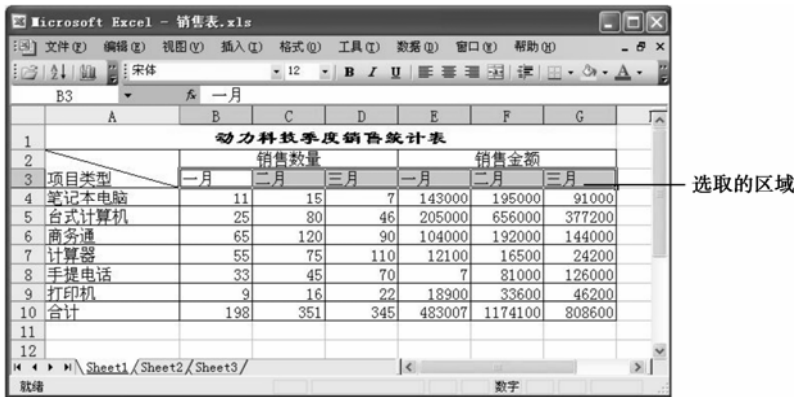 Microsoft Excel - 销售表.xls
文件(F) 编辑(E) 视图(V) 插入(I) 格式(O) 工具(T) 数据(D) 窗口(W) 帮助(H)
宋体 12 B I U A
B3 fx 一月
A B C D E F G
1 动力科技季度销售统计表
2 销售数量 销售金额
3 项目类型 一月 二月 三月 一月 二月 三月
选取的区域
4 笔记本电脑 11 15 7 143000 195000 91000
5 台式计算机 25 80 46 205000 656000 377200
6 商务通 65 120 90 104000 192000 144000
7 计算器 55 75 110 12100 16500 24200
8 手提电话 33 45 70 7 81000 126000
9 打印机 9 16 22 18900 33600 46200
10 合计 198 351 345 483007 1174100 808600
11
12
Sheet1/Sheet2/Sheet3/
就绪 数字